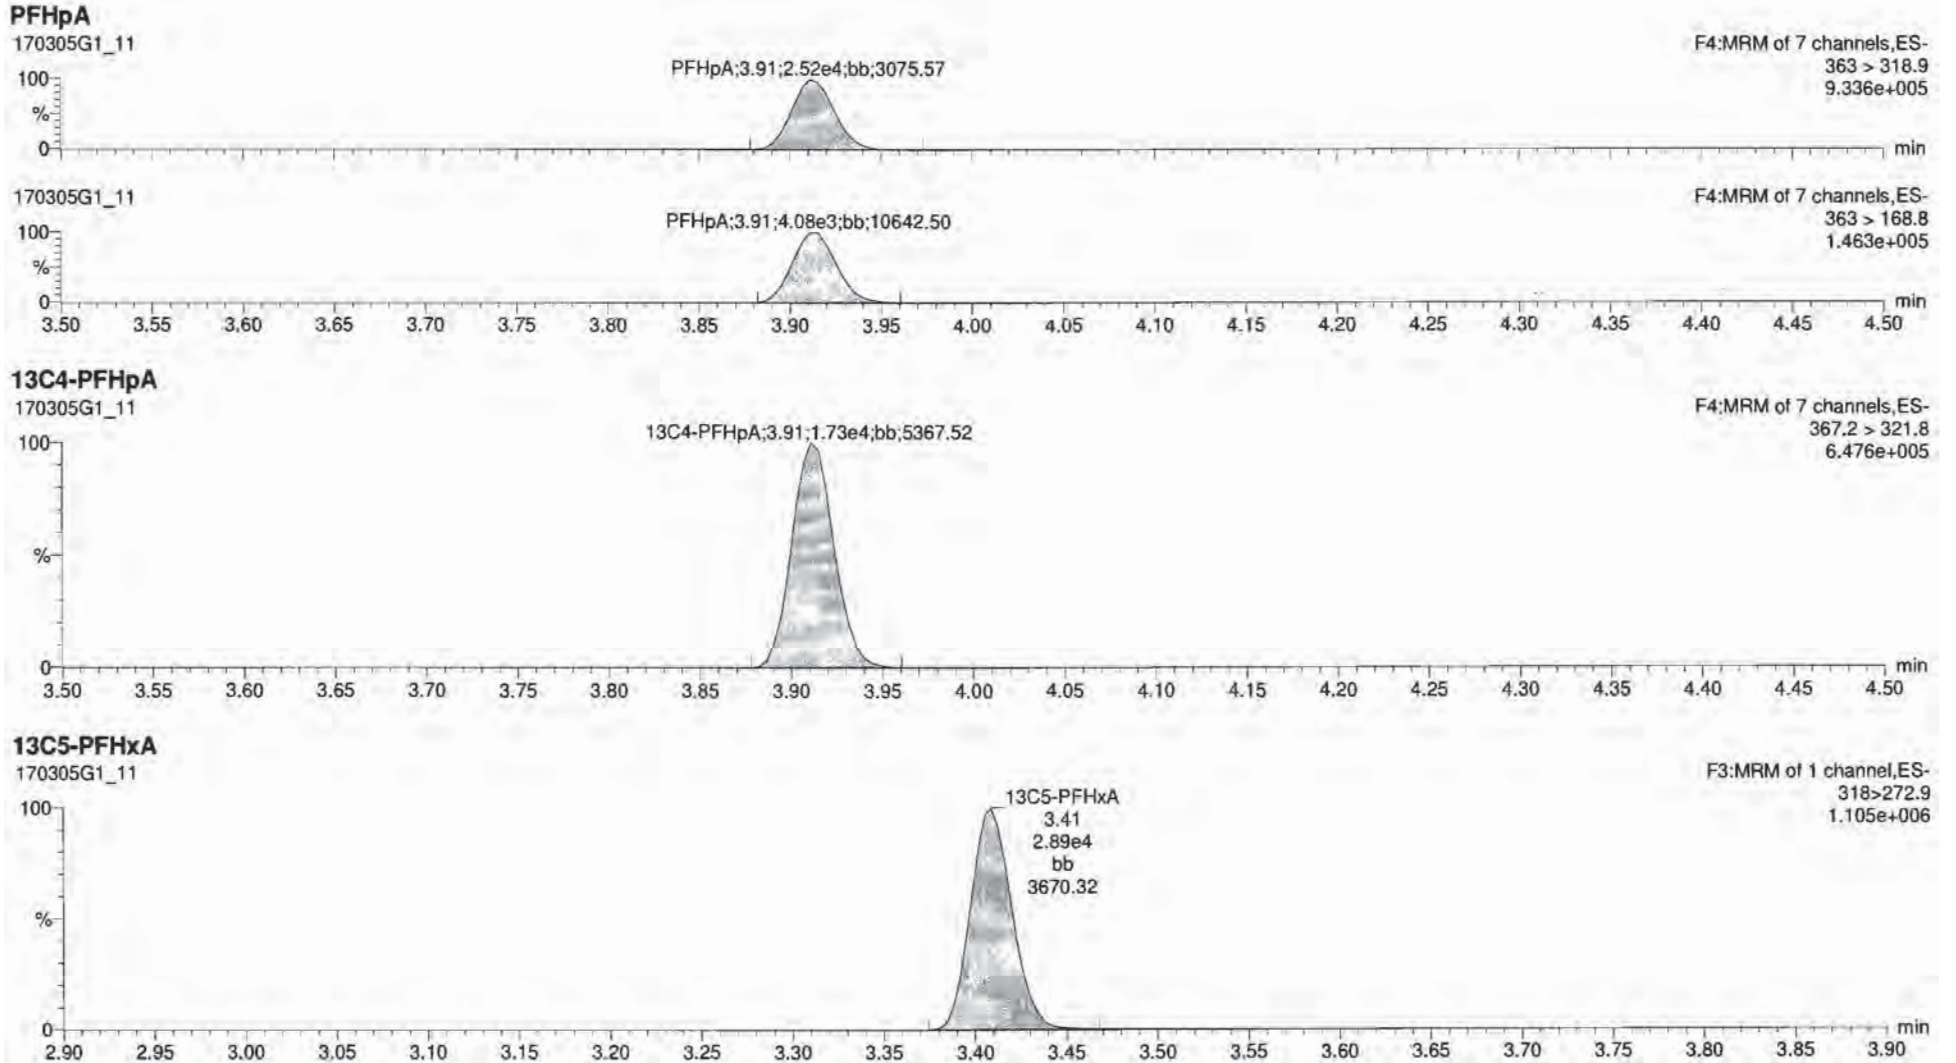 PFHpA
170305G1_11
F4:MRM of 7 channels,ES-
363 > 318.9
9.336e+005
PFHpA;3.91;2.52e4;bb;3075.57
100
%
0
min
170305G1_11
F4:MRM of 7 channels,ES-
363 > 168.8
1.463e+005
PFHpA;3.91;4.08e3;bb;10642.50
100
%
0
min
3.50 3.55 3.60 3.65 3.70 3.75 3.80 3.85 3.90 3.95 4.00 4.05 4.10 4.15 4.20 4.25 4.30 4.35 4.40 4.45 4.50
13C4-PFHpA
170305G1_11
F4:MRM of 7 channels,ES-
367.2 > 321.8
6.476e+005
13C4-PFHpA;3.91;1.73e4;bb;5367.52
100
%
0
min
3.50 3.55 3.60 3.65 3.70 3.75 3.80 3.85 3.90 3.95 4.00 4.05 4.10 4.15 4.20 4.25 4.30 4.35 4.40 4.45 4.50
13C5-PFHxA
170305G1_11
F3:MRM of 1 channel,ES-
318>272.9
1.105e+006
100
13C5-PFHxA
3.41
2.89e4
bb
3670.32
%
0
min
2.90 2.95 3.00 3.05 3.10 3.15 3.20 3.25 3.30 3.35 3.40 3.45 3.50 3.55 3.60 3.65 3.70 3.75 3.80 3.85 3.90